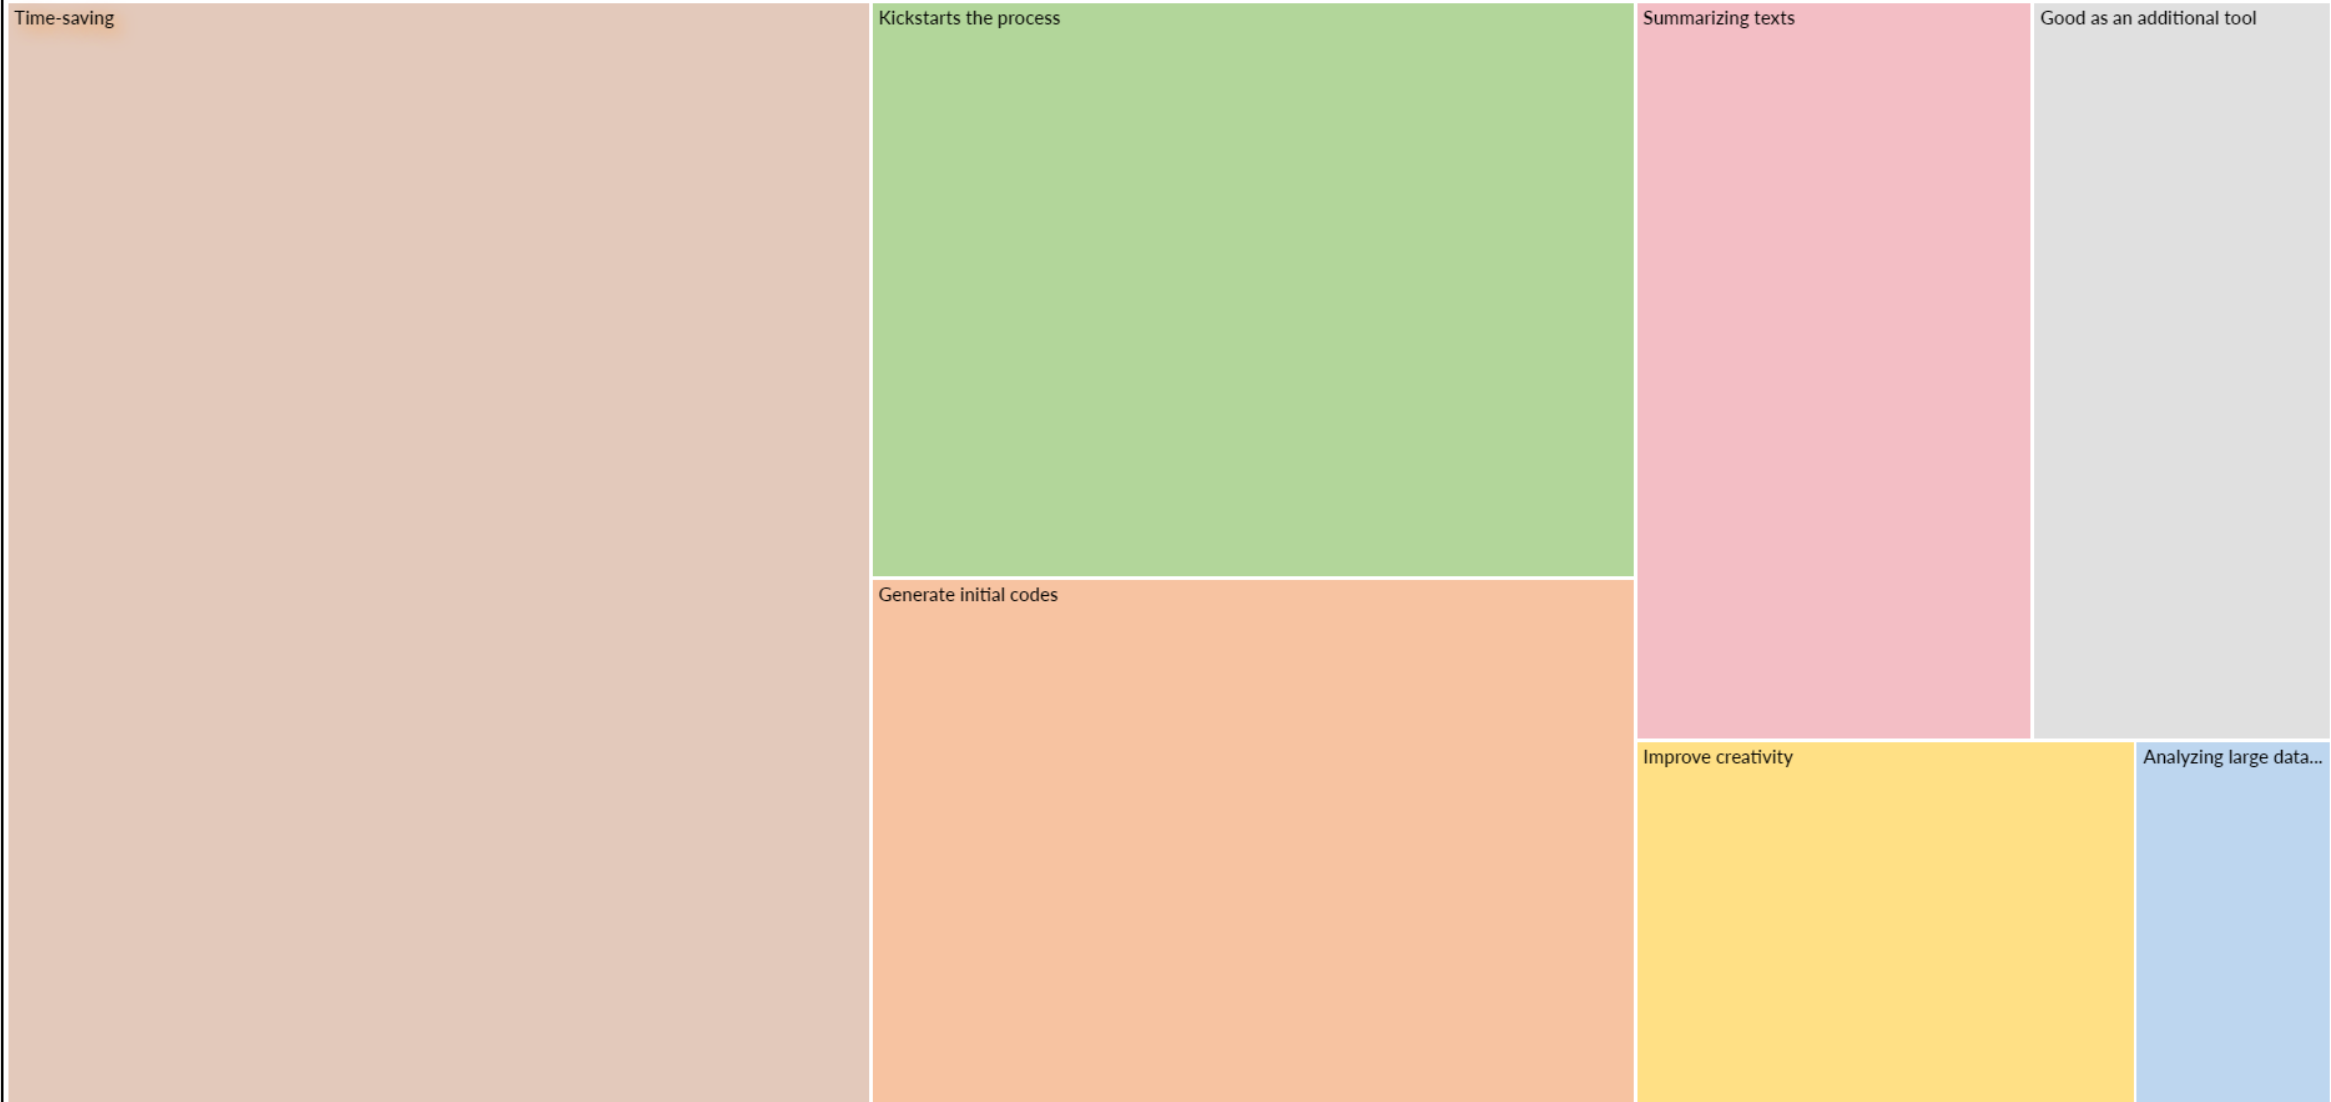 Time-saving
Kickstarts the process
Generate initial codes
Summarizing texts
Good as an additional tool
Improve creativity
Analyzing large data...